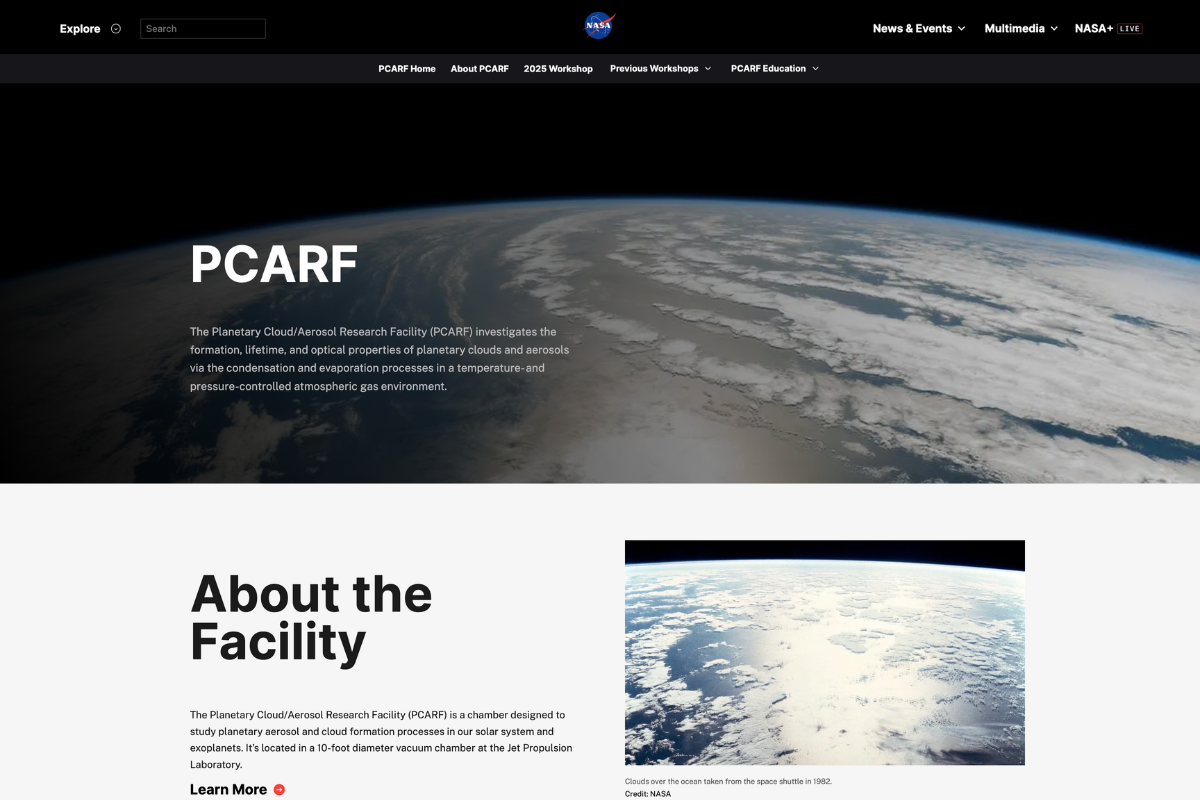 Explore
Search
NASA
News & Events
Multimedia
NASA+ LIVE
PCARF Home
About PCARF
2025 Workshop
Previous Workshops
PCARF Education
PCARF
The Planetary Cloud/Aerosol Research Facility (PCARF) investigates the
formation, lifetime, and optical properties of planetary clouds and aerosols
via the condensation and evaporation processes in a temperature- and
pressure-controlled atmospheric gas environment.
About the
Facility
The Planetary Cloud/Aerosol Research Facility (PCARF) is a chamber designed to
study planetary aerosol and cloud formation processes in our solar system and
exoplanets. It's located in a 10-foot diameter vacuum chamber at the Jet Propulsion
Laboratory.
Learn More
Clouds over the ocean taken from the space shuttle in 1982.
Credit: NASA